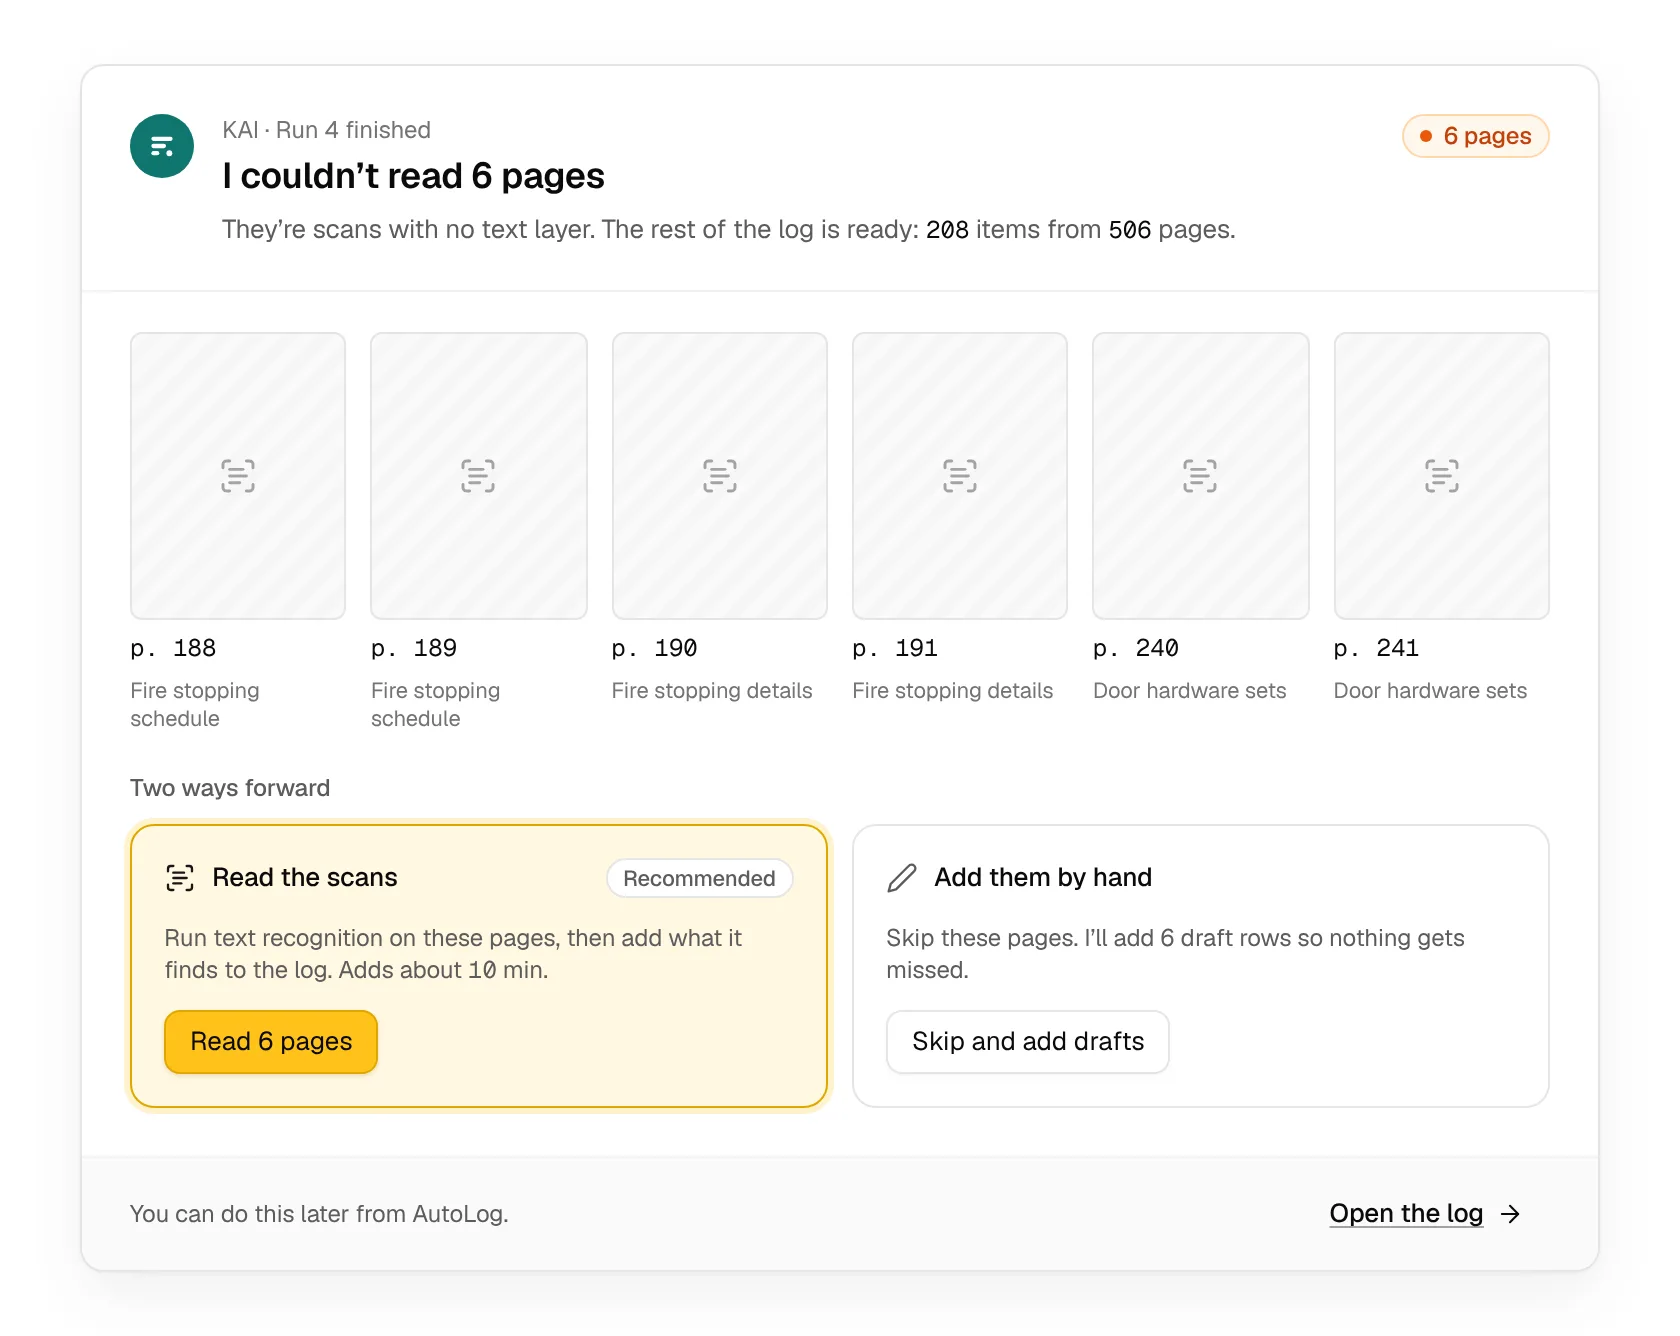 KAI · Run 4 finished
6 pages
I couldn’t read 6 pages
They’re scans with no text layer. The rest of the log is ready: 208 items from 506 pages.
p. 188
p. 189
p. 190
p. 191
p. 240
p. 241
Fire stopping
schedule
Fire stopping
schedule
Fire stopping details
Fire stopping details
Door hardware sets
Door hardware sets
Two ways forward
Read the scans
Recommended
Run text recognition on these pages, then add what it
finds to the log. Adds about 10 min.
Read 6 pages
Add them by hand
Skip these pages. I’ll add 6 draft rows so nothing gets
missed.
Skip and add drafts
You can do this later from AutoLog.
Open the log →